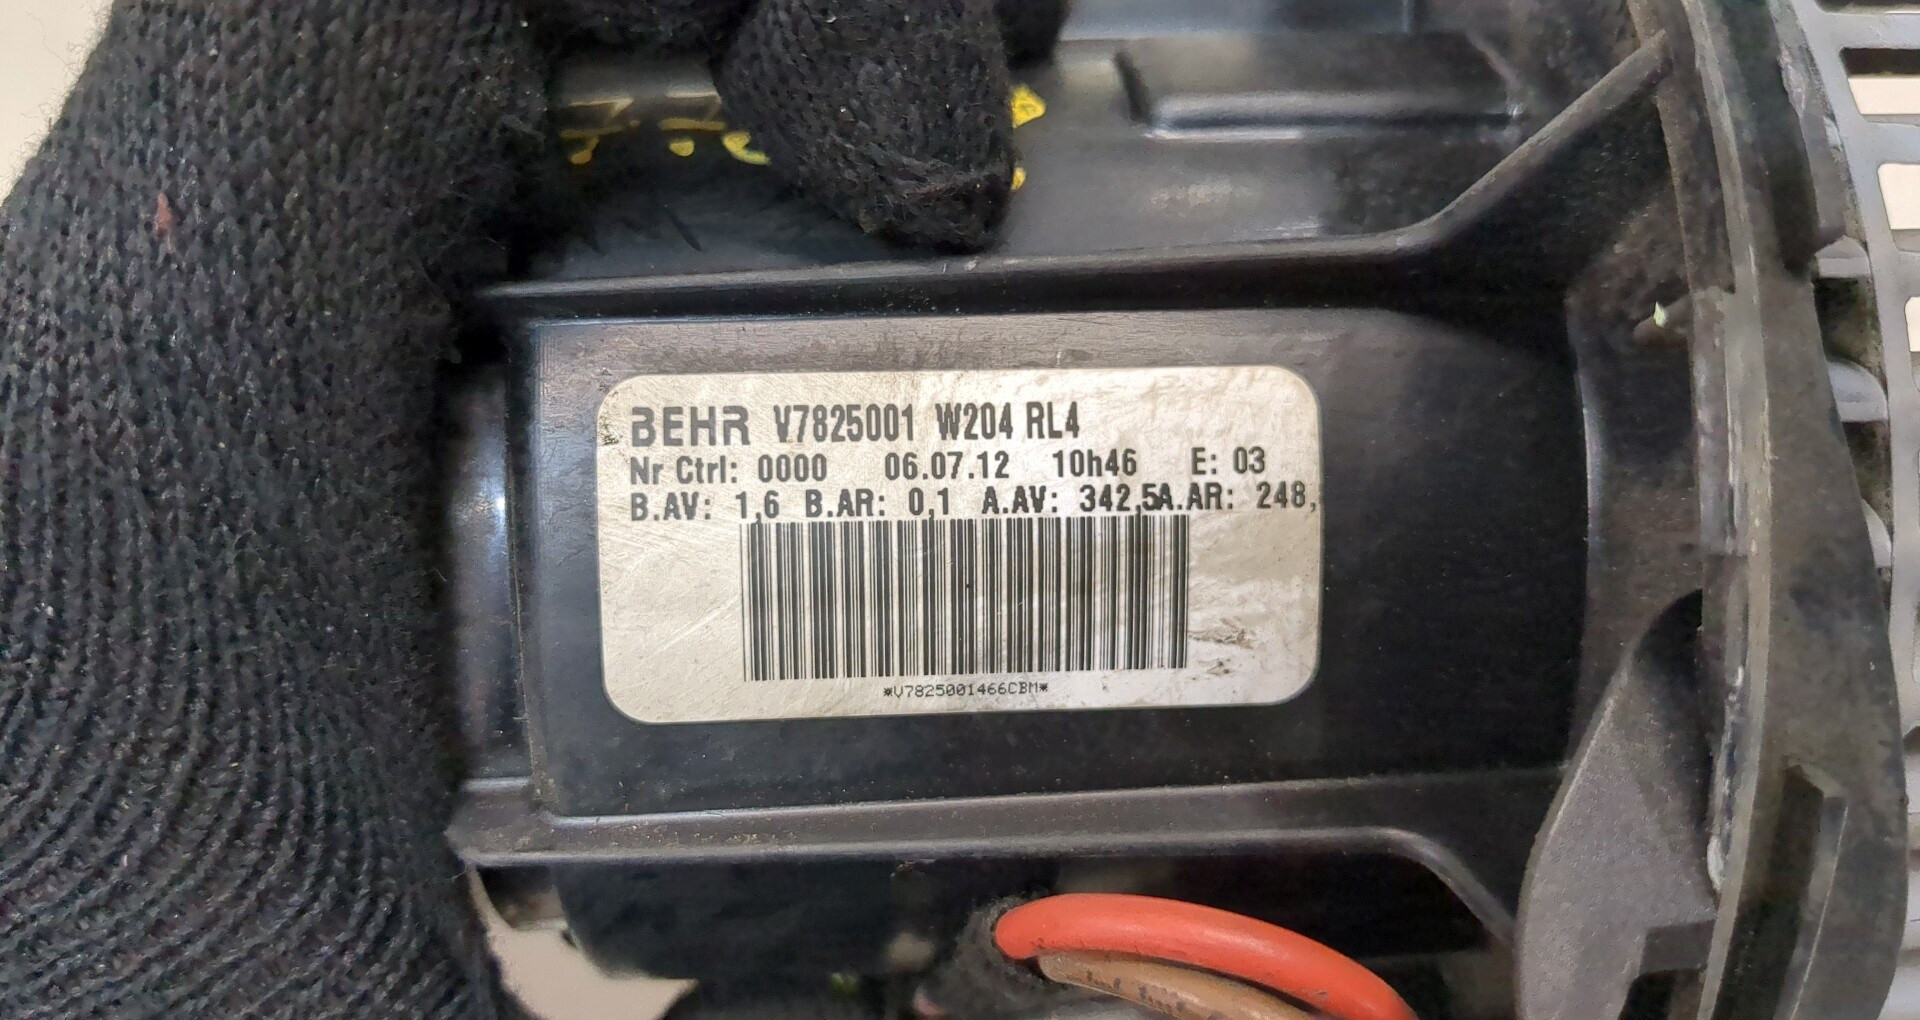 BEHR V7825001 W204 RL4
Nr Ctrl: 0000 06.07.12 10h46 E: 03
B.AV: 1,6 B.AR: 0,1 A.AV: 342,5A.AR: 248,
*V7825001466CBM*